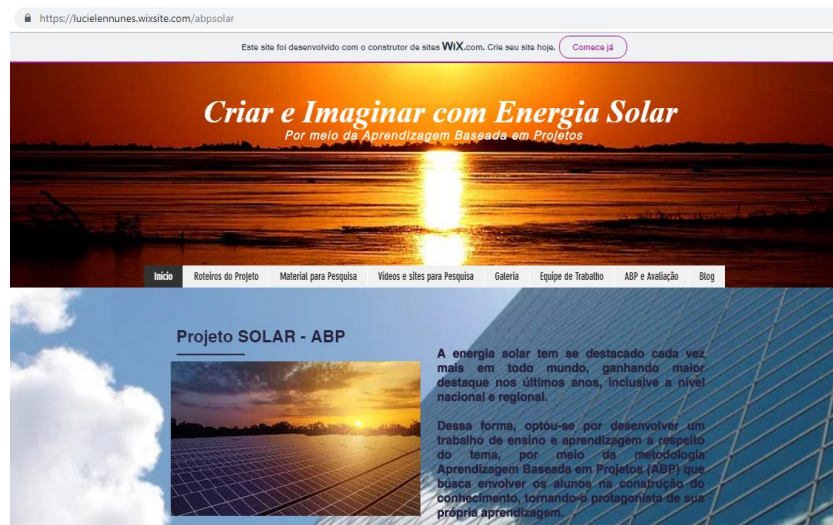 https://lucielennunes.wixsite.com/abpsolar
Este site foi desenvolvido com o construtor de sites WiX.com. Crie seu site hoje. Comece já
Criar e Imaginar com Energia Solar
Por meio da Aprendizagem Baseada em Projetos
Início Roteiros do Projeto Material para Pesquisa Vídeos e sites para Pesquisa Galeria Equipe de Trabalho ABP e Avaliação Blog
Projeto SOLAR - ABP
A energia solar tem se destacado cada vez
mais em todo mundo, ganhando maior
destaque nos últimos anos, inclusive a nível
nacional e regional.
Dessa forma, optou-se por desenvolver um
trabalho de ensino e aprendizagem a respeito
do tema, por meio da metodologia
Aprendizagem Baseada em Projetos (ABP) que
busca envolver os alunos na construção do
conhecimento, tornando-o protagonista de sua
própria aprendizagem.